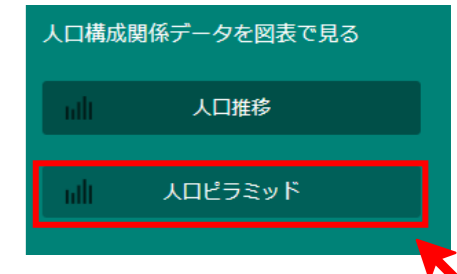 人口構成関係データを図表で見る
人口推移
人口ピラミッド